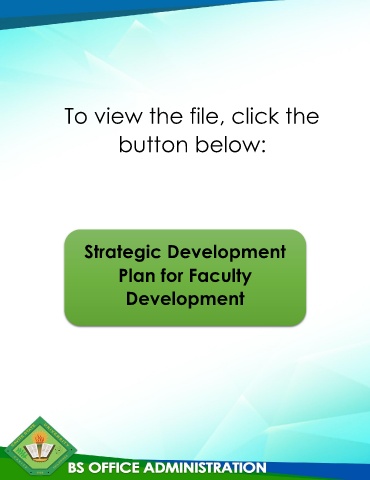 To view the file, click the
button below:
Strategic Development
Plan for Faculty
Development
BS OFFICE ADMINISTRATION